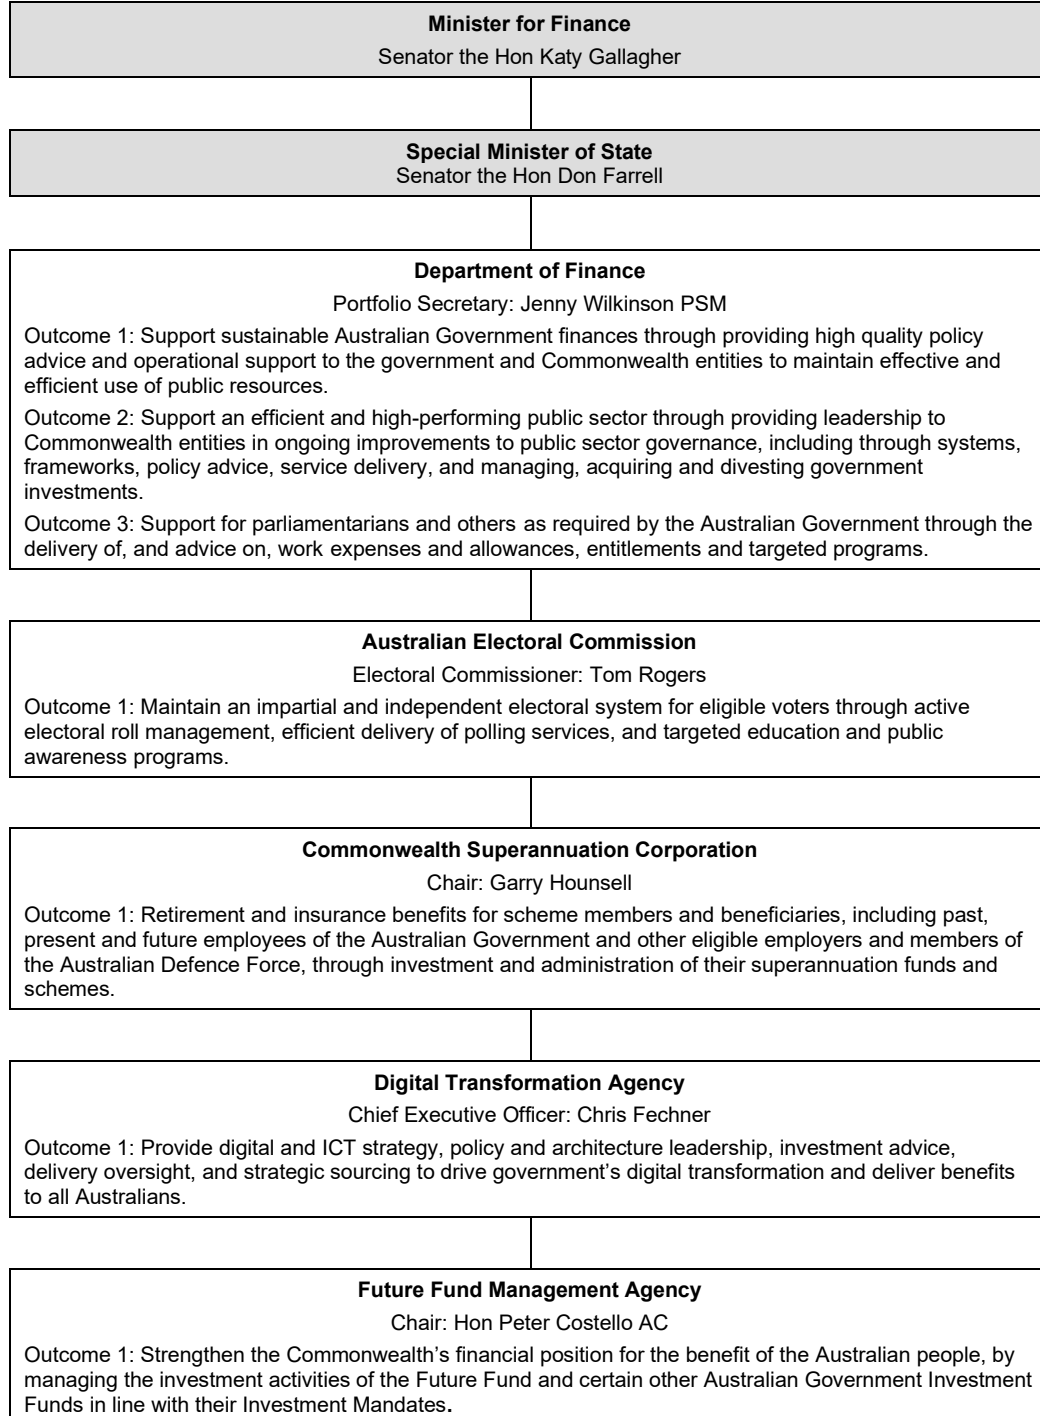 Minister for Finance
Senator the Hon Katy Gallagher
Special Minister of State
Senator the Hon Don Farrell
Department of Finance
Portfolio Secretary: Jenny Wilkinson PSM
Outcome 1: Support sustainable Australian Government finances through providing high quality policy
advice and operational support to the government and Commonwealth entities to maintain effective and
efficient use of public resources.
Outcome 2: Support an efficient and high-performing public sector through providing leadership to
Commonwealth entities in ongoing improvements to public sector governance, including through systems,
frameworks, policy advice, service delivery, and managing, acquiring and divesting government
investments.
Outcome 3: Support for parliamentarians and others as required by the Australian Government through the
delivery of, and advice on, work expenses and allowances, entitlements and targeted programs.
Australian Electoral Commission
Electoral Commissioner: Tom Rogers
Outcome 1: Maintain an impartial and independent electoral system for eligible voters through active
electoral roll management, efficient delivery of polling services, and targeted education and public
awareness programs.
Commonwealth Superannuation Corporation
Chair: Garry Hounsell
Outcome 1: Retirement and insurance benefits for scheme members and beneficiaries, including past,
present and future employees of the Australian Government and other eligible employers and members of
the Australian Defence Force, through investment and administration of their superannuation funds and
schemes.
Digital Transformation Agency
Chief Executive Officer: Chris Fechner
Outcome 1: Provide digital and ICT strategy, policy and architecture leadership, investment advice,
delivery oversight, and strategic sourcing to drive government’s digital transformation and deliver benefits
to all Australians.
Future Fund Management Agency
Chair: Hon Peter Costello AC
Outcome 1: Strengthen the Commonwealth’s financial position for the benefit of the Australian people, by
managing the investment activities of the Future Fund and certain other Australian Government Investment
Funds in line with their Investment Mandates.